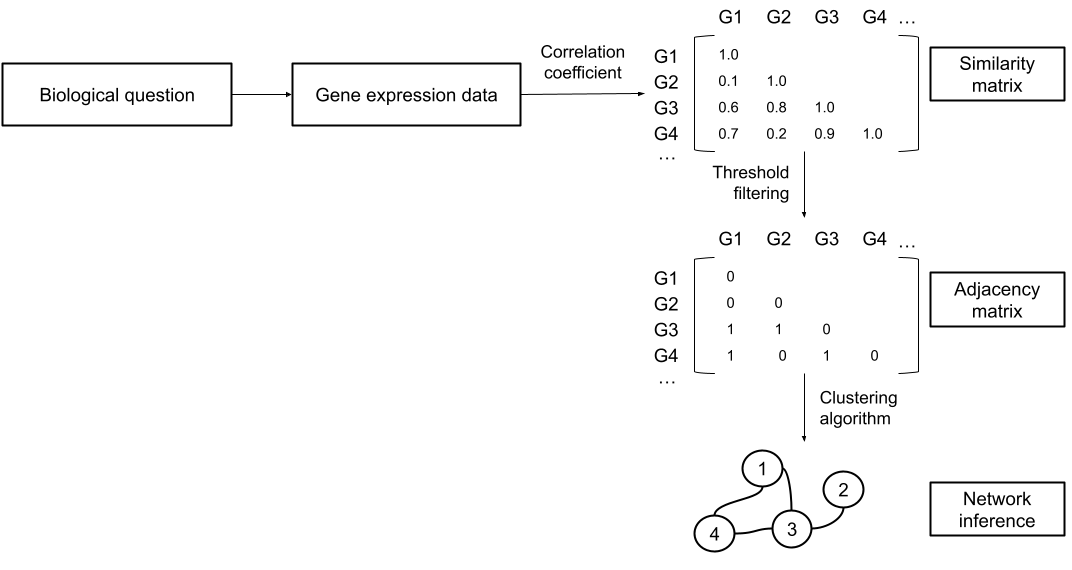 G1 G2 G3 G4 …
Correlation
coefficient
Biological question
Gene expression data
G1 1.0
G2 0.1 1.0
G3 0.6 0.8 1.0
G4 0.7 0.2 0.9 1.0
…
Similarity
matrix
Threshold
filtering
G1 G2 G3 G4 …
G1 0
G2 0 0
G3 1 1 0
G4 1 0 1 0
…
Adjacency
matrix
Clustering
algorithm
1
2
4
3
Network
inference